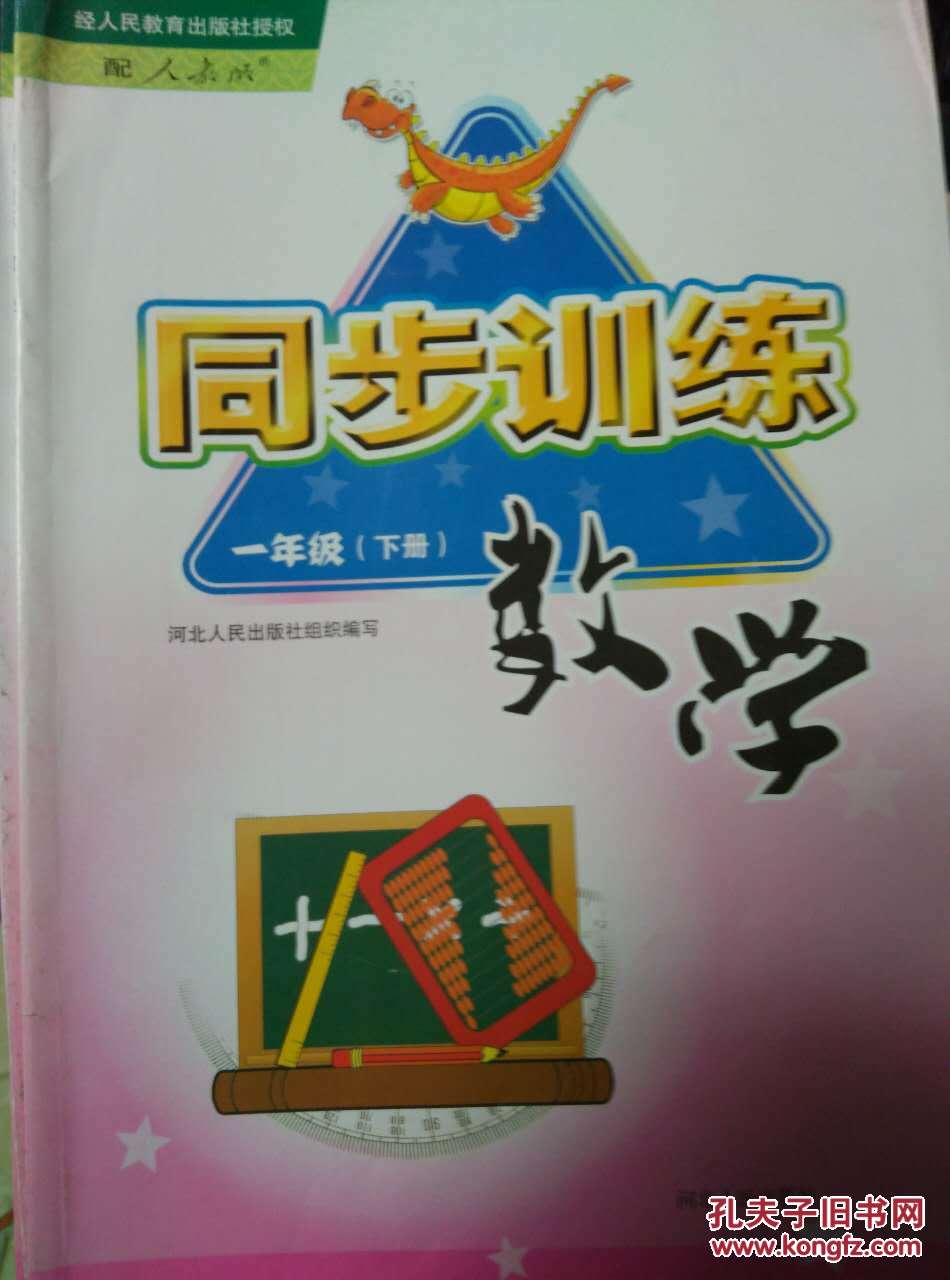 经人民教育出版社授权
配人教版®
同步训练
一年级（下册）
数学
河北人民出版社组织编写
孔夫子旧书网
www.kongfz.com